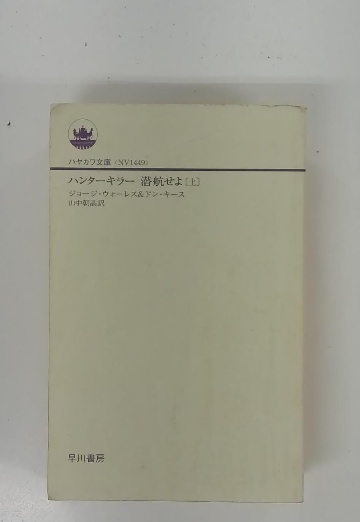 ハヤカワ文庫〈NV1449〉
ハンターキラー 潜航せよ〔上〕
ジョージ・ウォーレス&ドン・キース
山中朝晶訳
早川書房